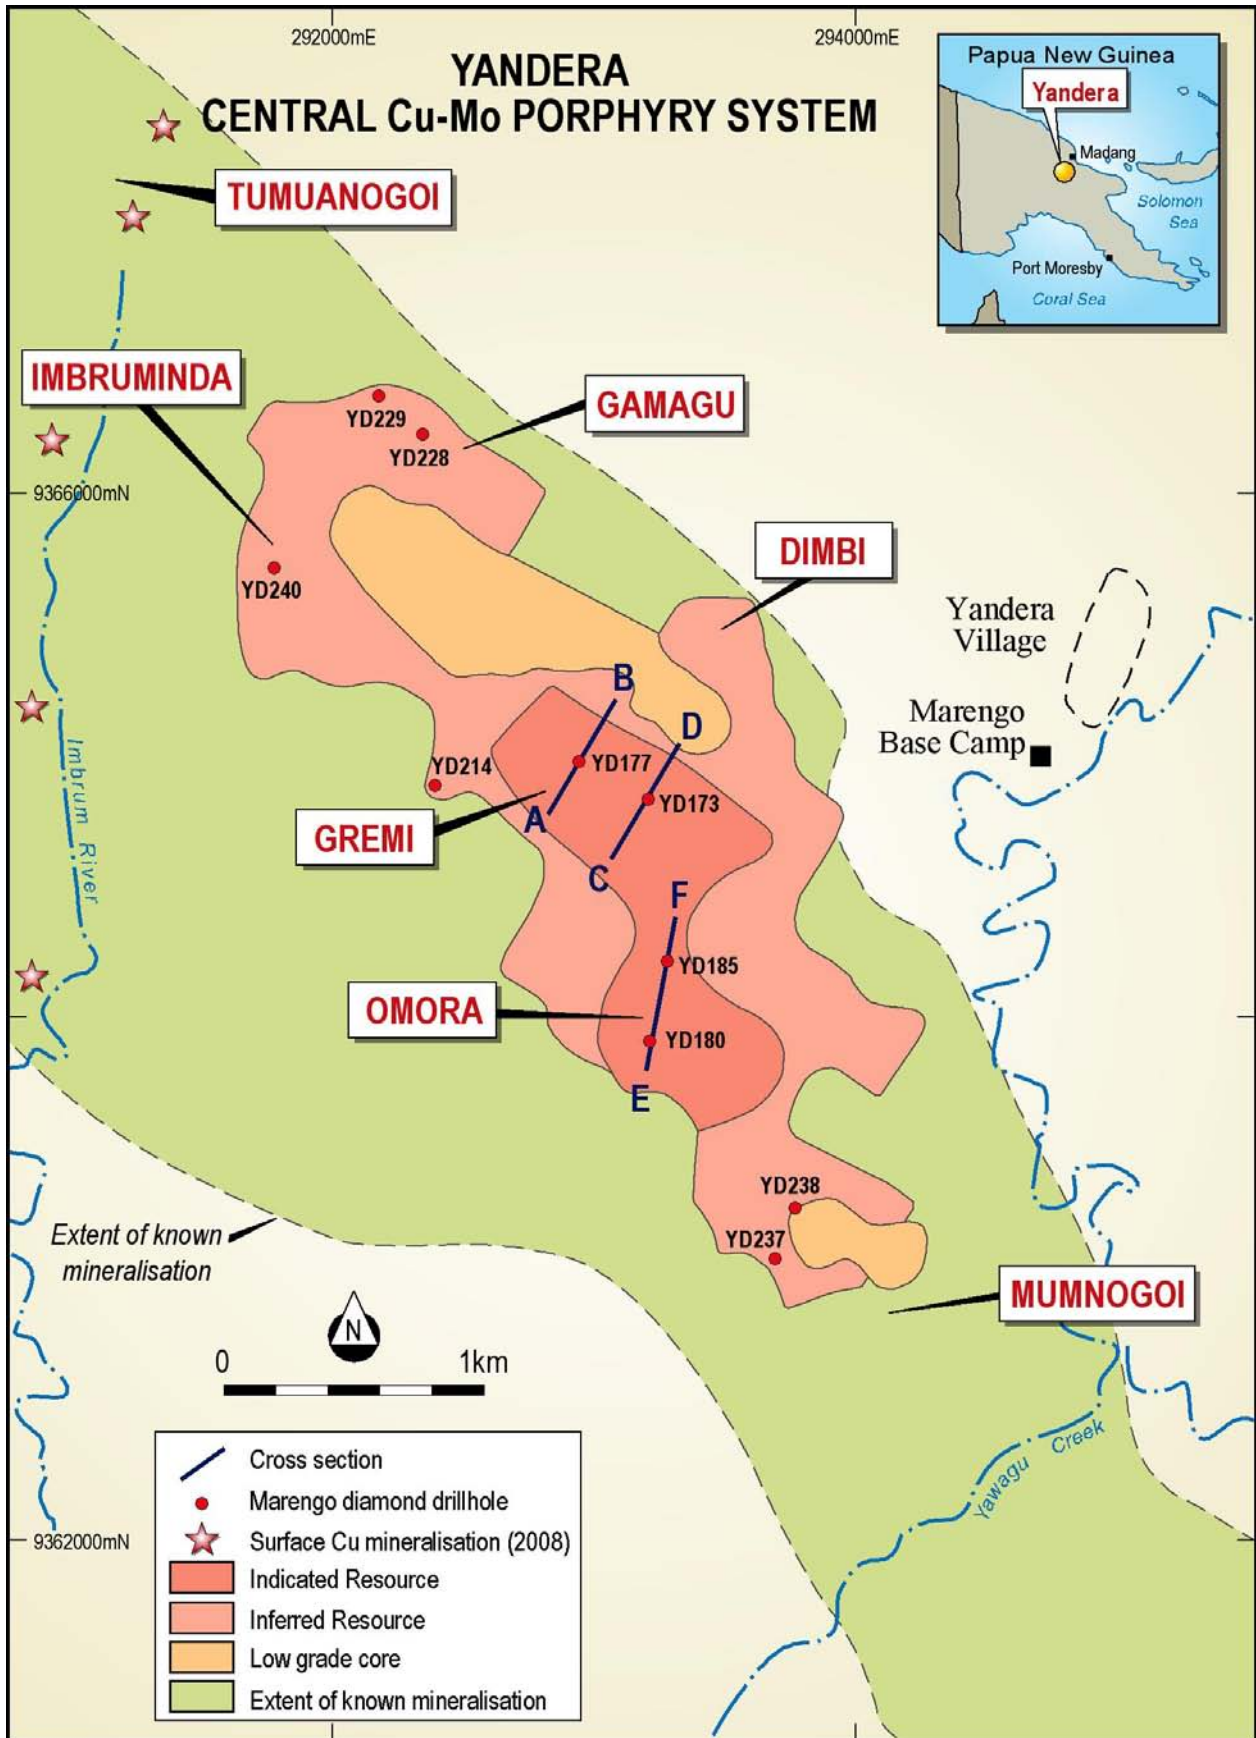 292000mE
294000mE
YANDERA
CENTRAL Cu-Mo PORPHYRY SYSTEM
Papua New Guinea
Yandera
Madang
Solomon
Sea
Port Moresby
Coral Sea
TUMUANOGOI
IMBRUMINDA
GAMAGU
YD229
YD228
9366000mN
DIMBI
YD240
Yandera
Village
Marengo
Base Camp
B
D
YD214
YD177
YD173
A
GREMI
C
Imbrum River
F
YD185
OMORA
YD180
E
YD238
YD237
Extent of known
mineralisation
MUMNOGOI
N
0
1km
Yawagu Creek
Cross section
Marengo diamond drillhole
Surface Cu mineralisation (2008)
9362000mN
Indicated Resource
Inferred Resource
Low grade core
Extent of known mineralisation